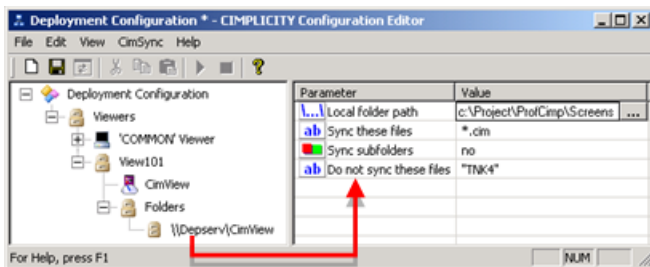 Deployment Configuration * - CIMPLICITY Configuration Editor
File Edit View CimSync Help
Deployment Configuration
Viewers
'COMMON' Viewer
View101
CimView
Folders
\\Depserv\CimView
Parameter Value
Local folder path c:\Project\ProfCimp\Screens ...
ab Sync these files *.cim
Sync subfolders no
ab Do not sync these files "TNK4"
For Help, press F1 NUM